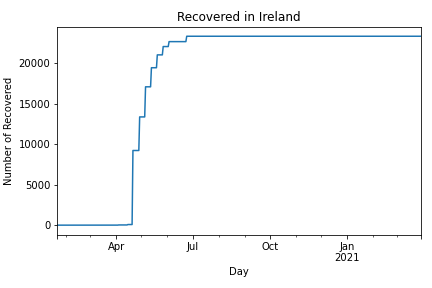 Recovered in Ireland
Number of Recovered
20000
15000
10000
5000
0
Apr
Jul
Oct
Jan
2021
Day